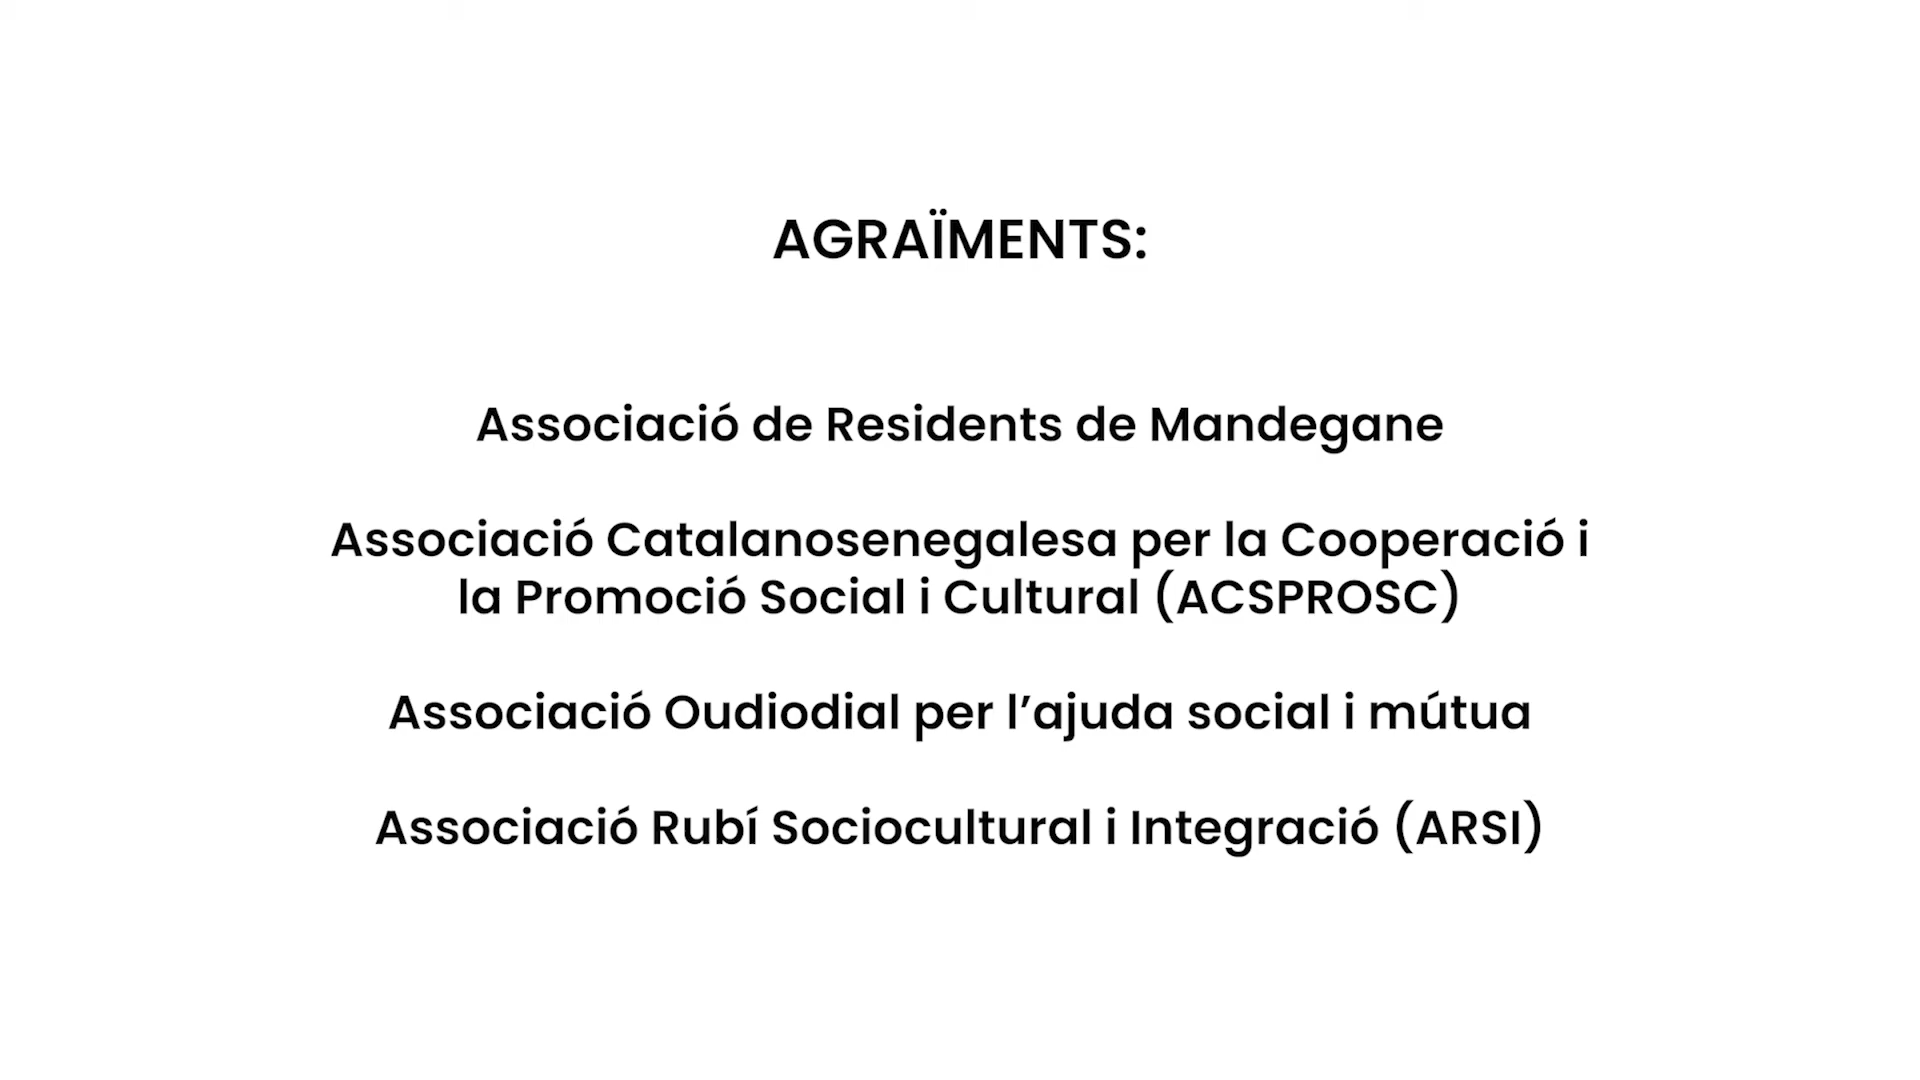 AGRAÏMENTS:
Associació de Residents de Mandegane
Associació Catalanosenegalesa per la Cooperació i
la Promoció Social i Cultural (ACSPROSC)
Associació Oudiodial per l’ajuda social i mútua
Associació Rubí Sociocultural i Integració (ARSI)